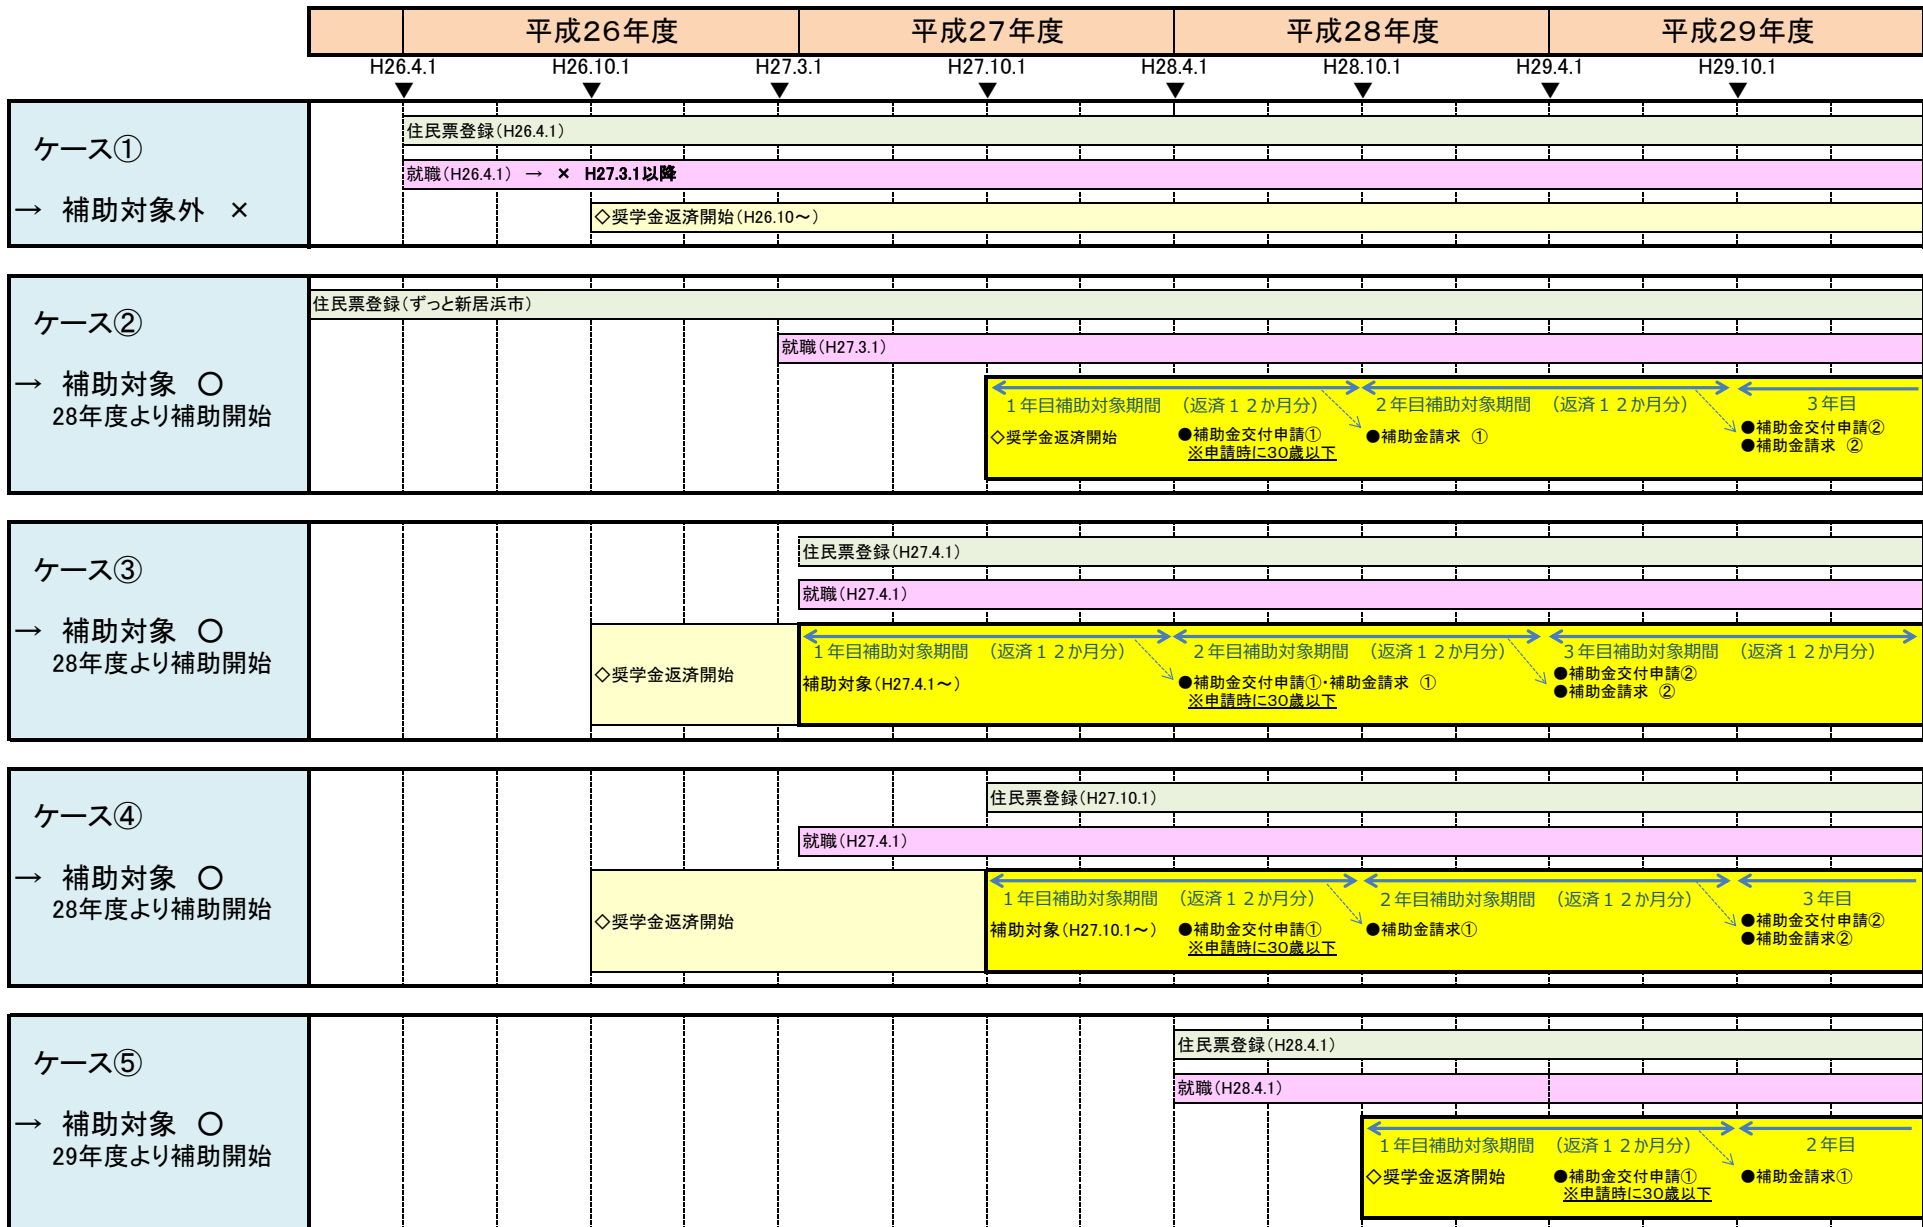 平成26年度
平成27年度
平成28年度
平成29年度
H26.4.1
H26.10.1
H27.3.1
H27.10.1
H28.4.1
H28.10.1
H29.4.1
H29.10.1
ケース①
→ 補助対象外 ×
住民票登録(H26.4.1)
就職(H26.4.1) → × H27.3.1以降
◇奨学金返済開始(H26.10~)
ケース②
→ 補助対象 ○
28年度より補助開始
住民票登録(ずっと新居浜市)
就職(H27.3.1)
1年目補助対象期間 (返済12か月分)
2年目補助対象期間 (返済12か月分)
3年目
◇奨学金返済開始
●補助金交付申請①
※申請時に30歳以下
●補助金請求 ①
●補助金交付申請②
●補助金請求 ②
ケース③
→ 補助対象 ○
28年度より補助開始
住民票登録(H27.4.1)
就職(H27.4.1)
◇奨学金返済開始
1年目補助対象期間 (返済12か月分)
2年目補助対象期間 (返済12か月分)
3年目補助対象期間 (返済12か月分)
補助対象(H27.4.1~)
●補助金交付申請①・補助金請求 ①
※申請時に30歳以下
●補助金交付申請②
●補助金請求 ②
ケース④
→ 補助対象 ○
28年度より補助開始
住民票登録(H27.10.1)
就職(H27.4.1)
◇奨学金返済開始
1年目補助対象期間 (返済12か月分)
2年目補助対象期間 (返済12か月分)
3年目
補助対象(H27.10.1~)
●補助金交付申請①
※申請時に30歳以下
●補助金請求①
●補助金交付申請②
●補助金請求②
ケース⑤
→ 補助対象 ○
29年度より補助開始
住民票登録(H28.4.1)
就職(H28.4.1)
1年目補助対象期間 (返済12か月分)
2年目
◇奨学金返済開始
●補助金交付申請①
※申請時に30歳以下
●補助金請求①